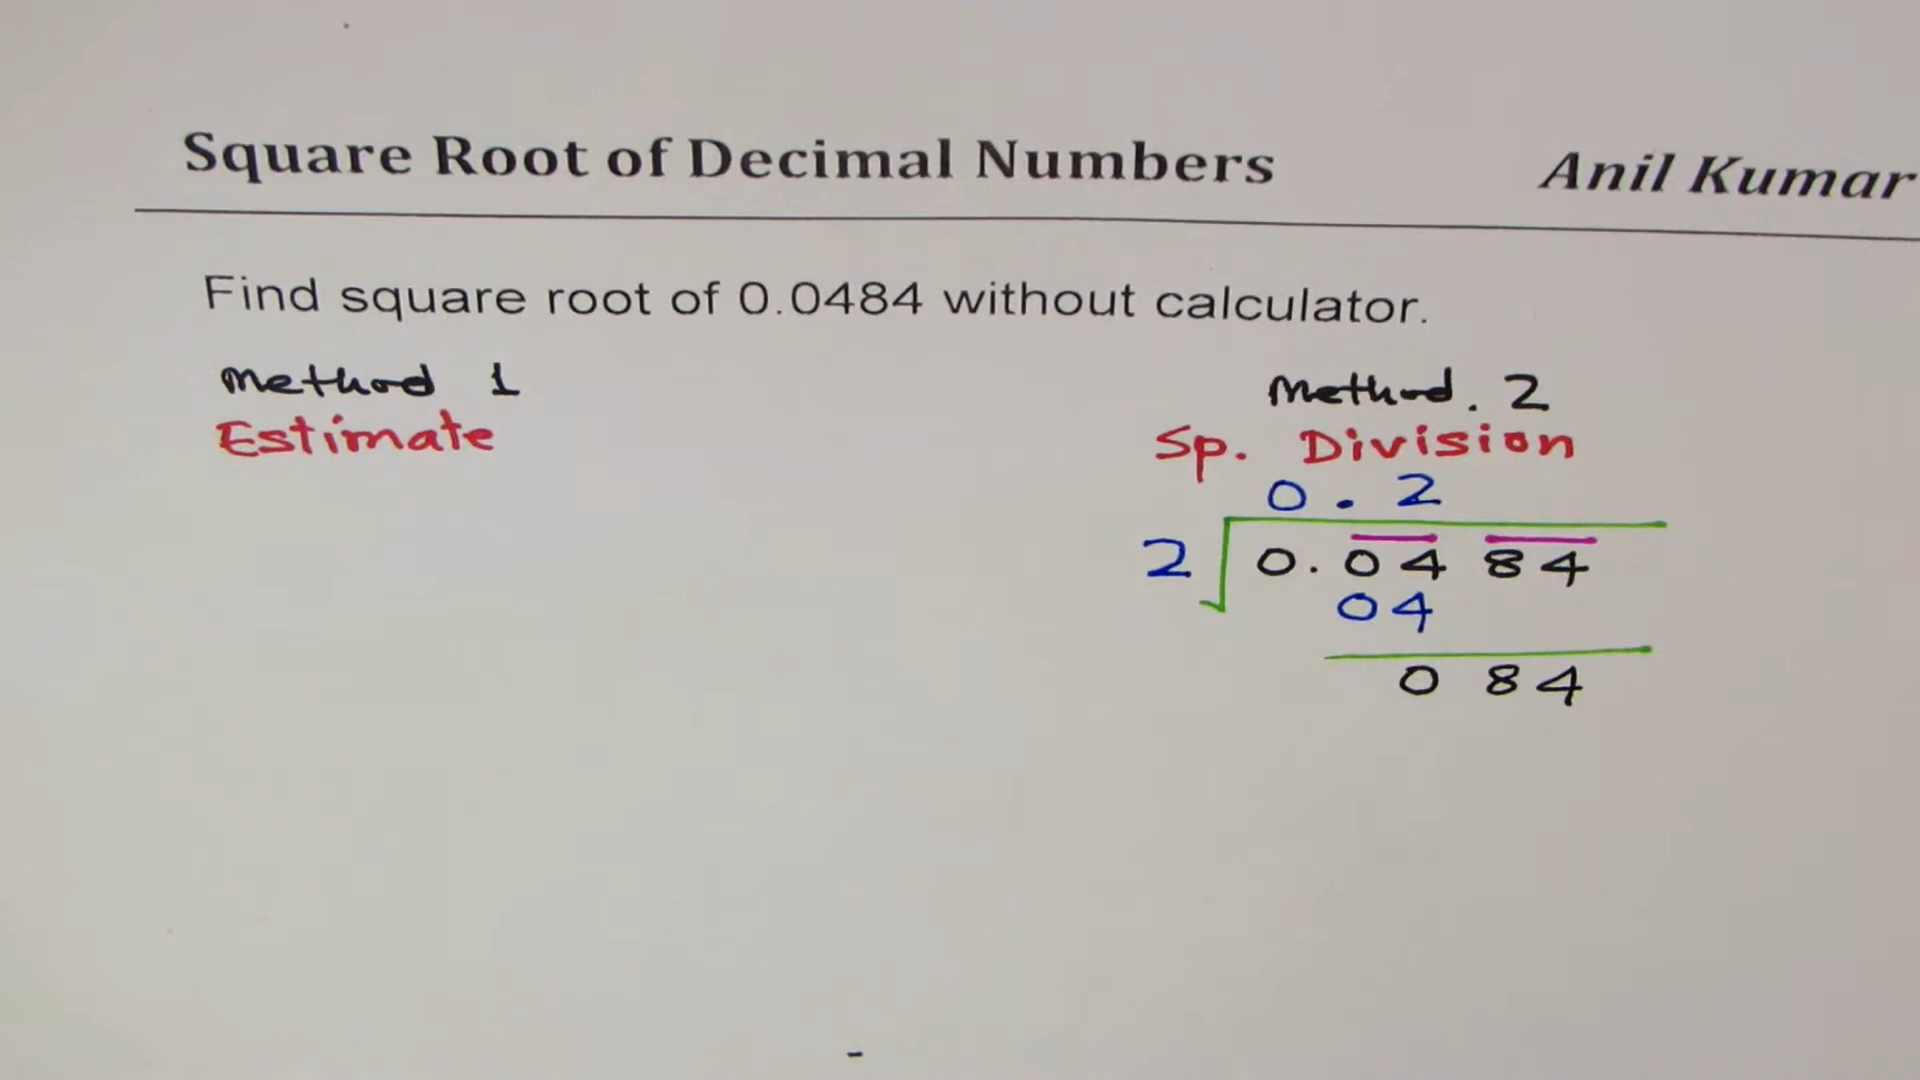 Square Root of Decimal Numbers Anil Kumar
Find square root of 0.0484 without calculator.
Method 1
Estimate
Method. 2
Sp. Division
0.2
2 0.04 84
04
0 84